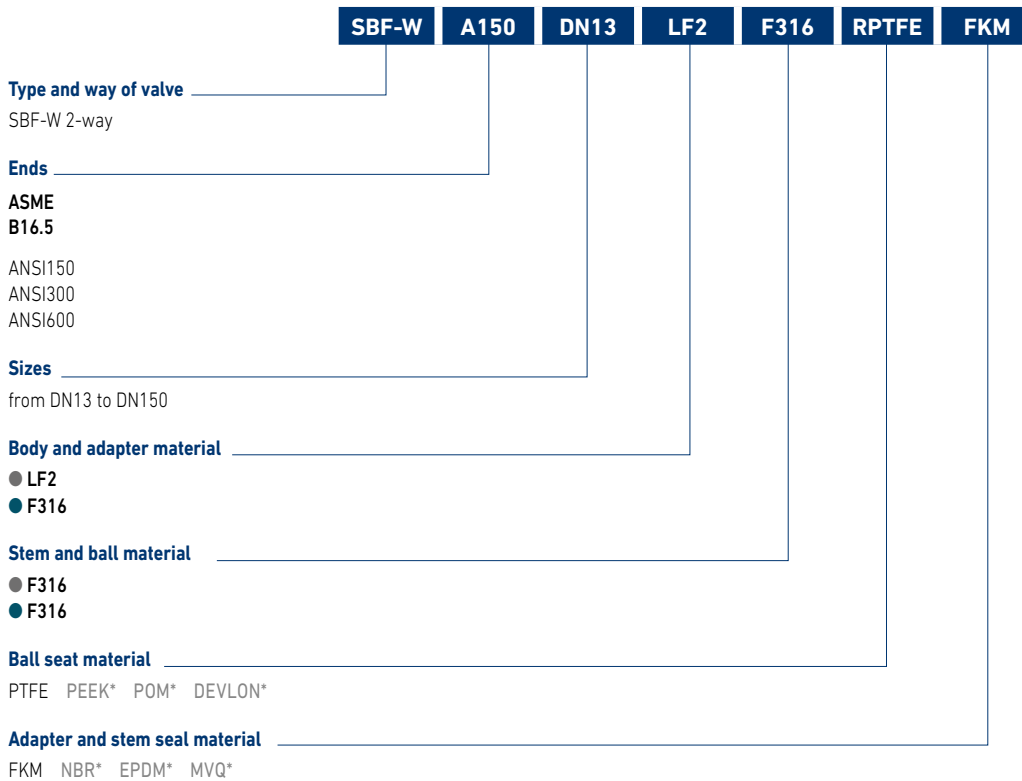 SBF-W A150 DN13 LF2 F316 RPTFE FKM
Type and way of valve
SBF-W 2-way
Ends
ASME
B16.5
ANSI150
ANSI300
ANSI600
Sizes
from DN13 to DN150
Body and adapter material
LF2
F316
Stem and ball material
F316
F316
Ball seat material
PTFE PEEK* POM* DEVLON*
Adapter and stem seal material
FKM NBR* EPDM* MVQ*